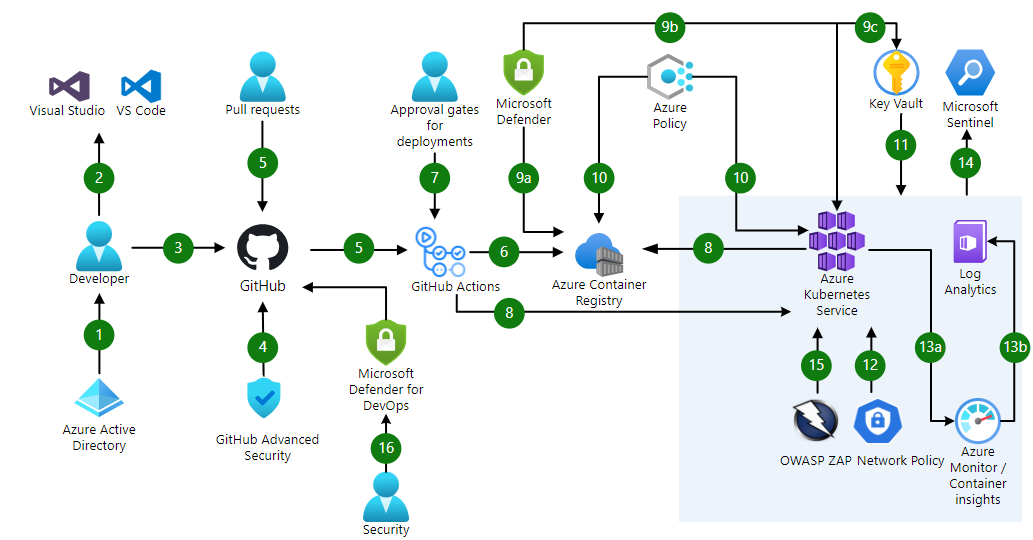 9b
9c
Visual Studio
VS Code
Pull requests
Approval gates
for
deployments
Microsoft
Defender
Azure
Policy
Key Vault
Microsoft
Sentinel
2
5
7
9a
10
10
11
14
Developer
3
GitHub
5
GitHub Actions
6
Azure Container
Registry
8
8
Azure
Kubernetes
Service
Log
Analytics
1
4
Microsoft
Defender for
DevOps
15
12
13a
13b
Azure Active
Directory
GitHub Advanced
Security
16
Security
OWASP ZAP
Network Policy
Azure
Monitor /
Container
insights